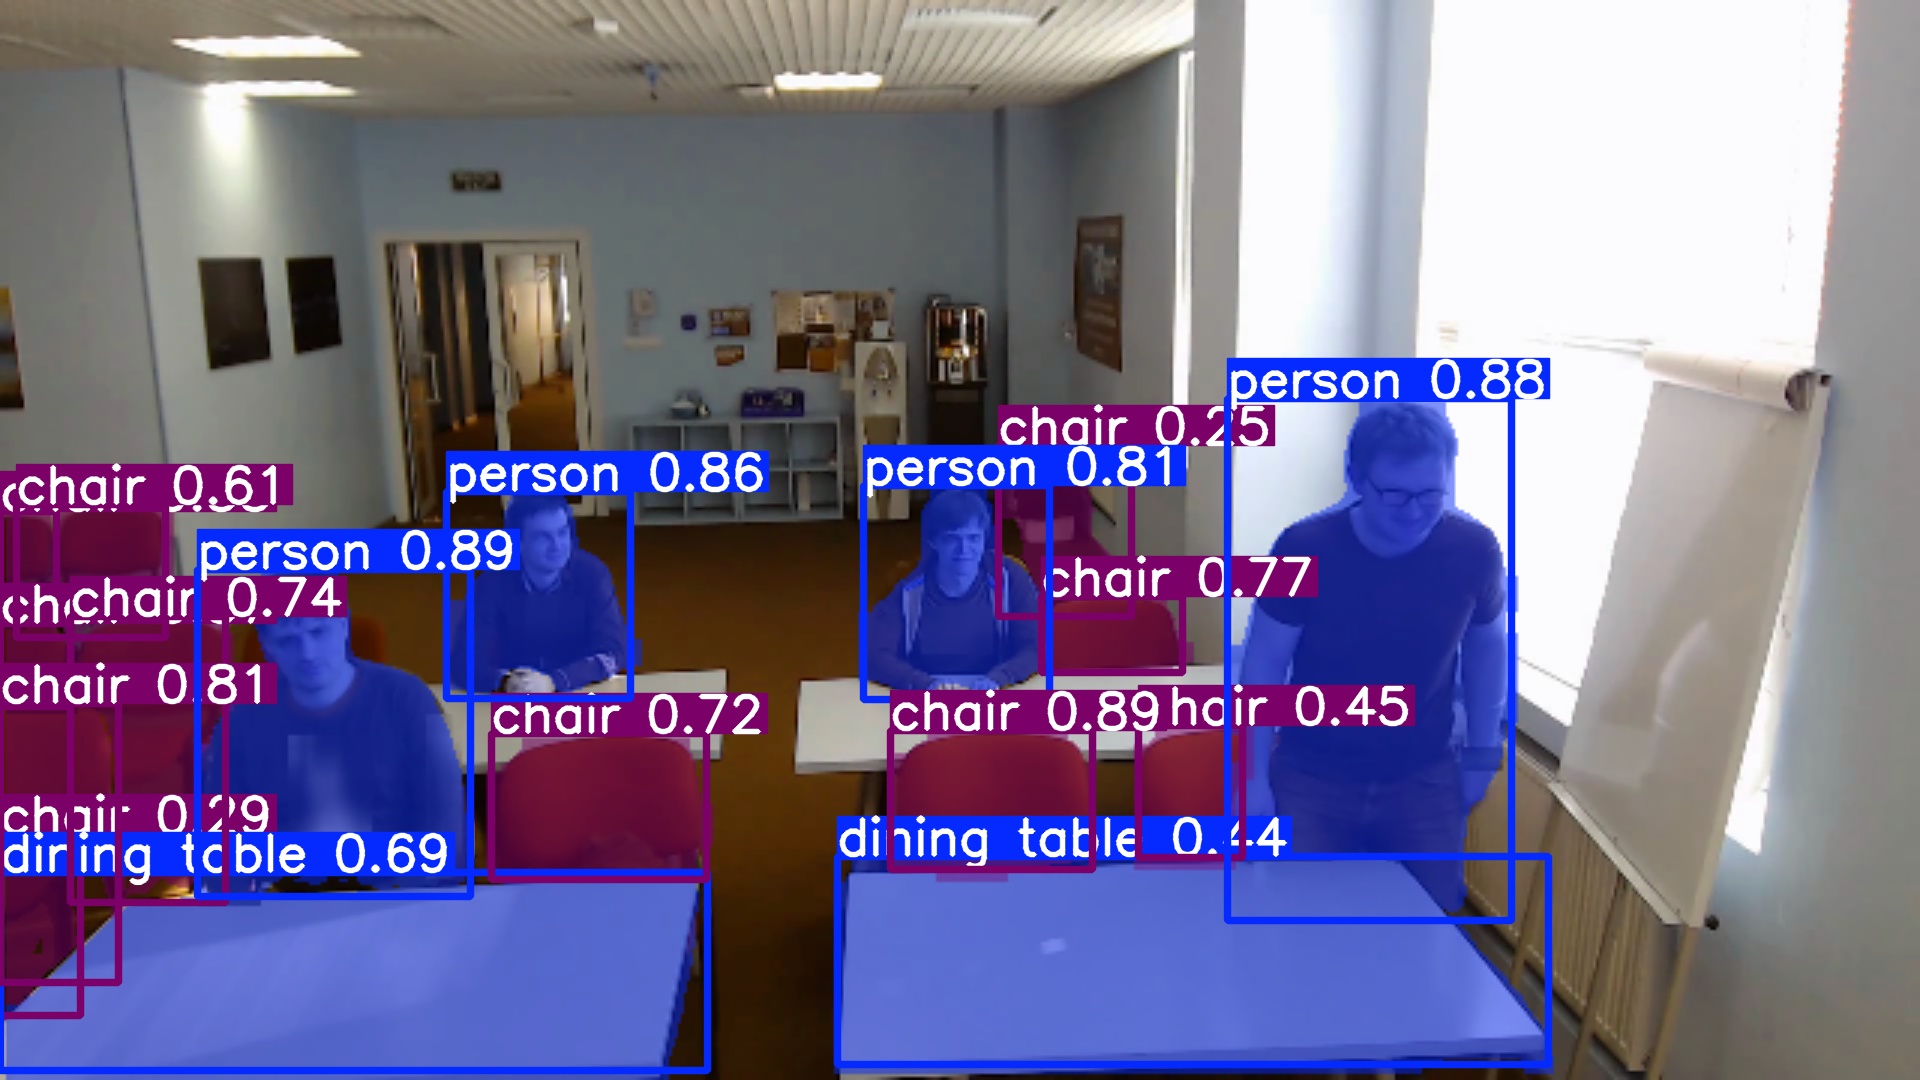 person 0.88
chair 0.25
person 0.81
person 0.86
chair 0.61
person 0.89
chair 0.77
chair 0.74
chair 0.81
chair 0.72
chair 0.89
hair 0.45
chair 0.29
dining table 0.44
dining table 0.69